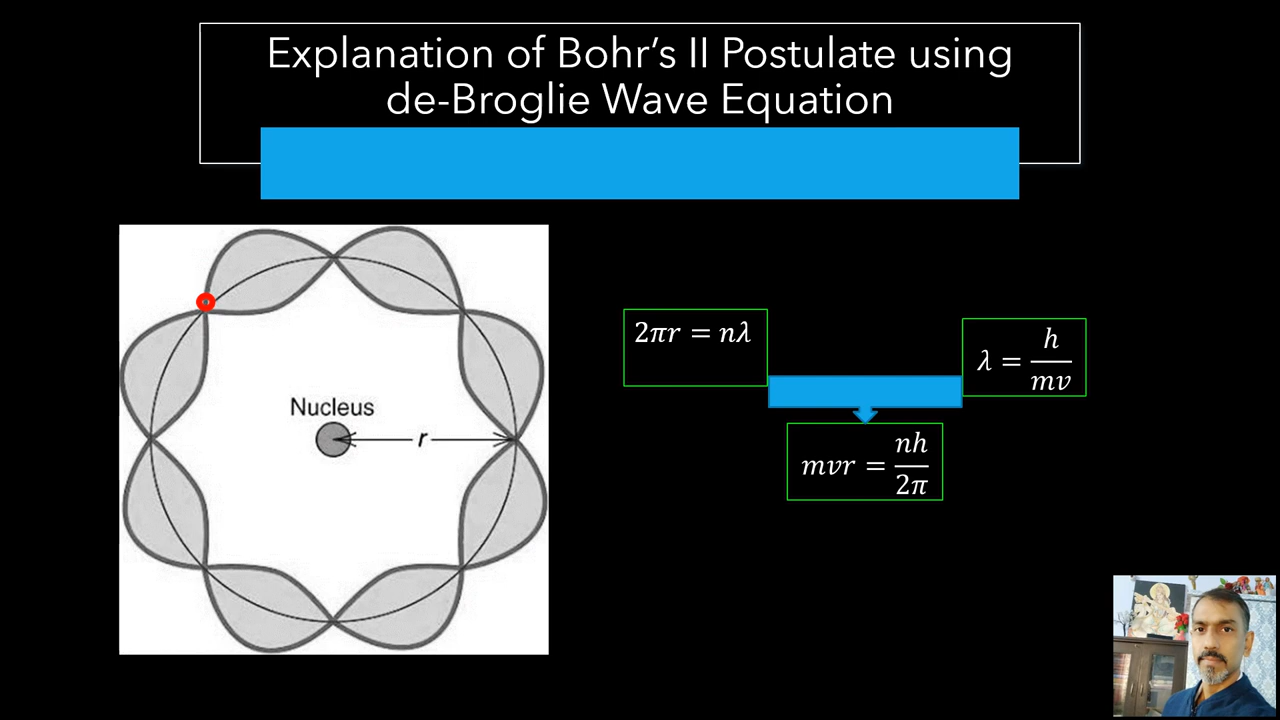 Explanation of Bohr’s II Postulate using
de-Broglie Wave Equation
Nucleus
r
2πr = nλ
λ = h/mv
mvr = nh/2π